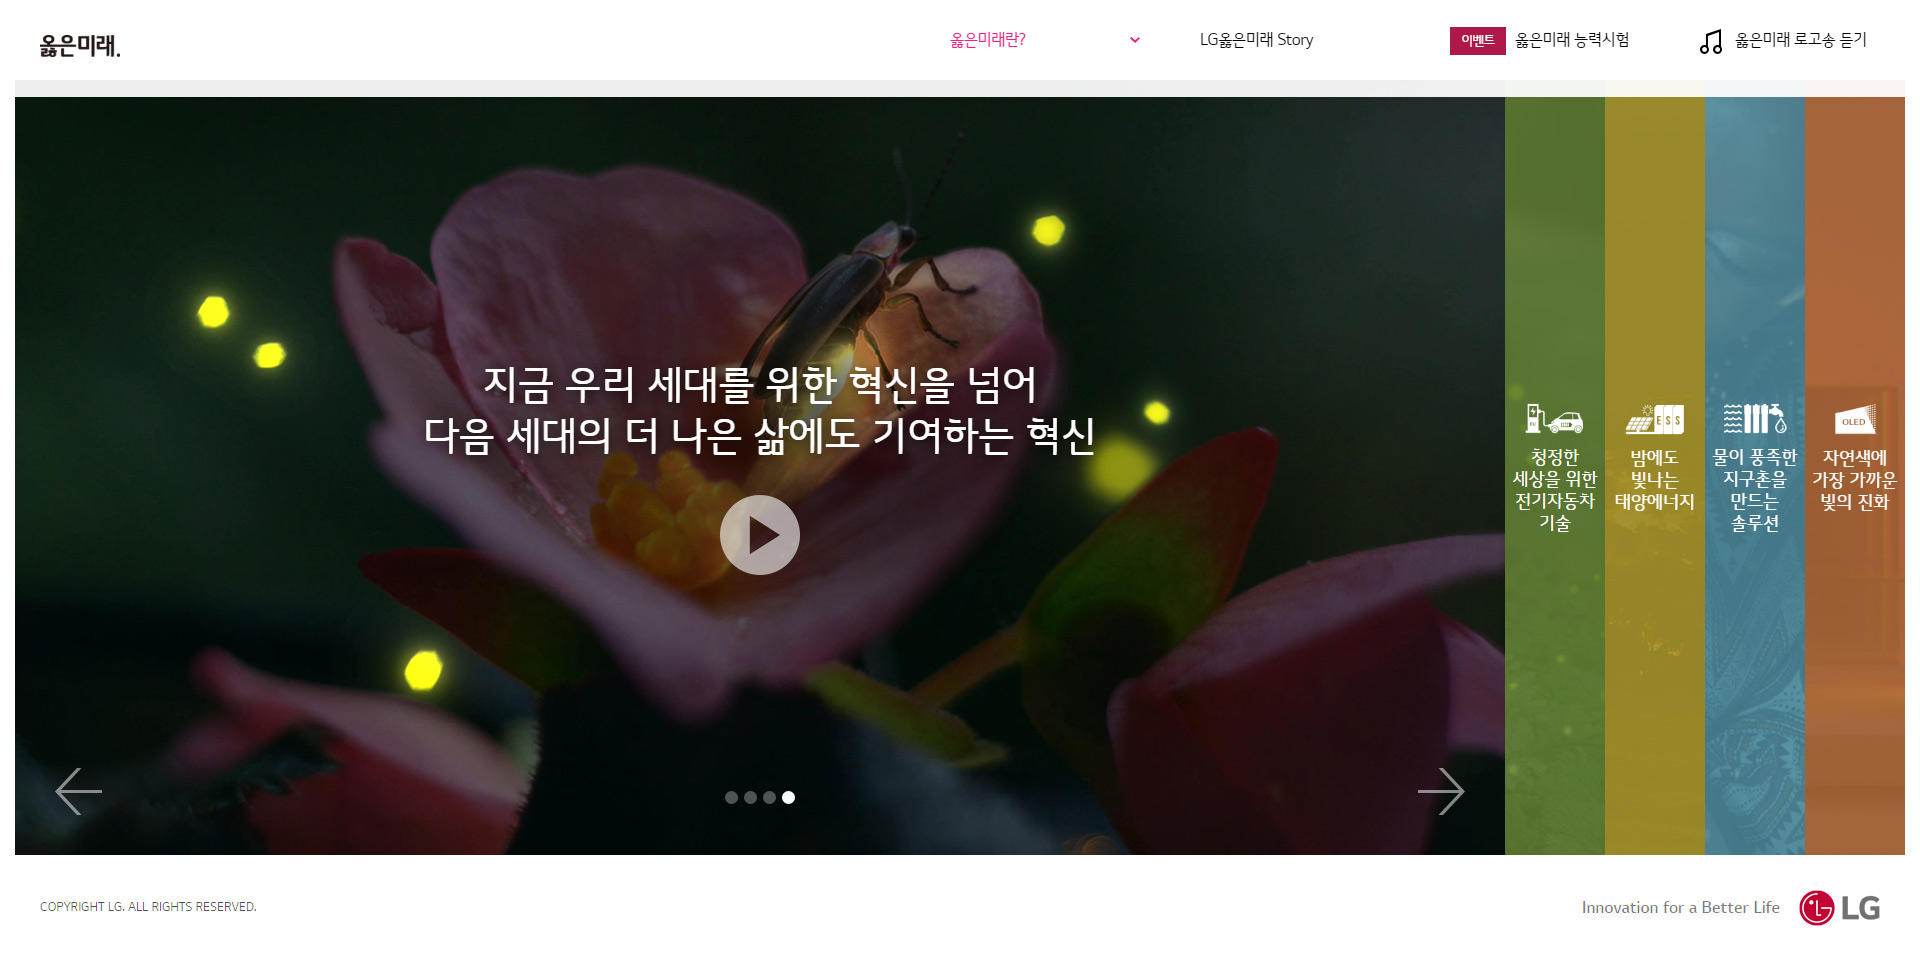 옳은미래.
옳은미래란?
LG옳은미래 Story
이벤트 옳은미래 능력시험
옳은미래 로고송 듣기
지금 우리 세대를 위한 혁신을 넘어
다음 세대의 더 나은 삶에도 기여하는 혁신
EV
청정한
세상을 위한
전기자동차
기술
ESS
밤에도
빛나는
태양에너지
물이 풍족한
지구촌을
만드는
솔루션
OLED
자연색에
가장 가까운
빛의 진화
COPYRIGHT LG. ALL RIGHTS RESERVED.
Innovation for a Better Life
LG